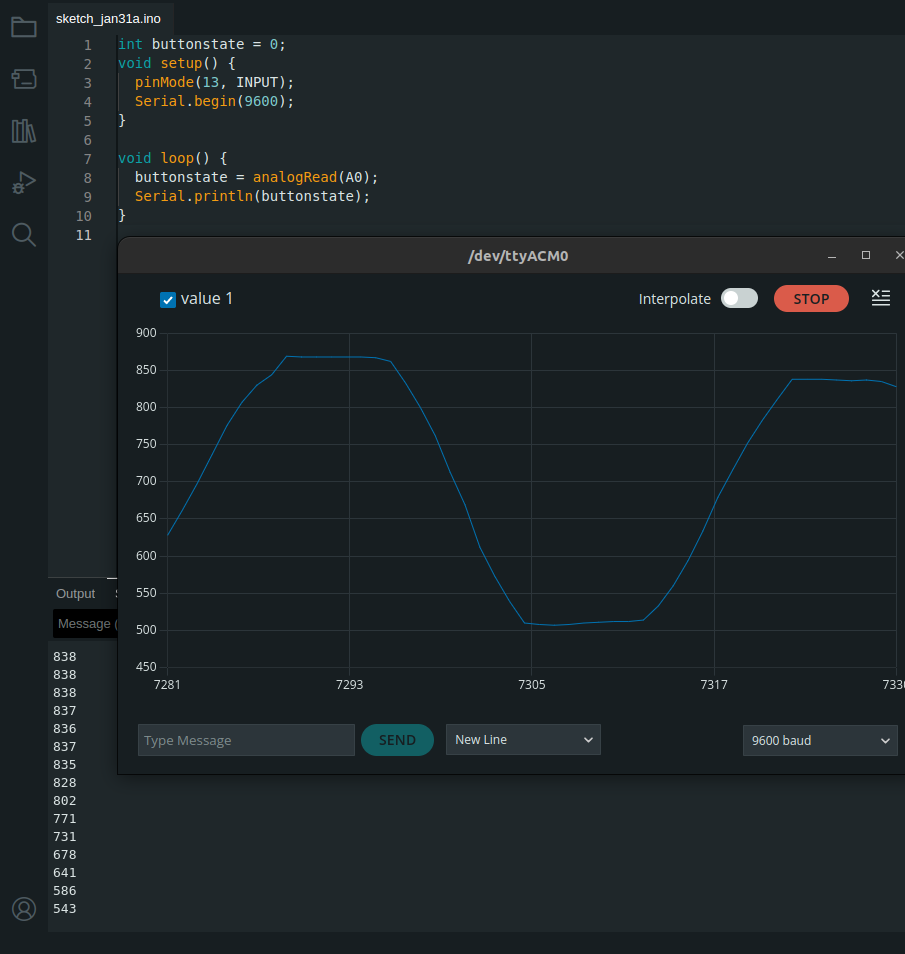 sketch_jan31a.ino
1 int buttonstate = 0;
2 void setup() {
3 pinMode(13, INPUT);
4 Serial.begin(9600);
5 }
6
7 void loop() {
8 buttonstate = analogRead(A0);
9 Serial.println(buttonstate);
10 }
11
/dev/ttyACM0
value 1
Interpolate
STOP
900
850
800
750
700
650
600
550
500
450
7281 7293 7305 7317 7330
Type Message
SEND
New Line
9600 baud
Output
Message (
838
838
838
837
836
837
835
828
802
771
731
678
641
586
543